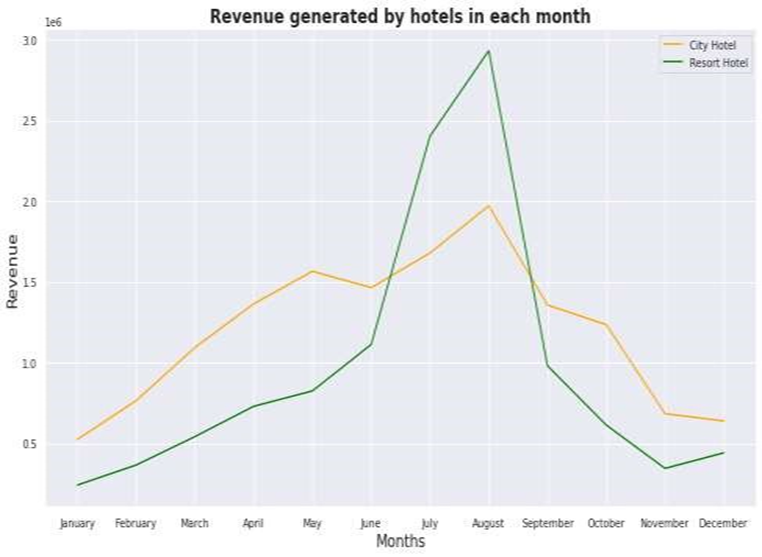 Revenue generated by hotels in each month
1e6
City Hotel
Resort Hotel
3.0
2.5
2.0
1.5
1.0
0.5
Revenue
January February March April May June July August September October November December
Months